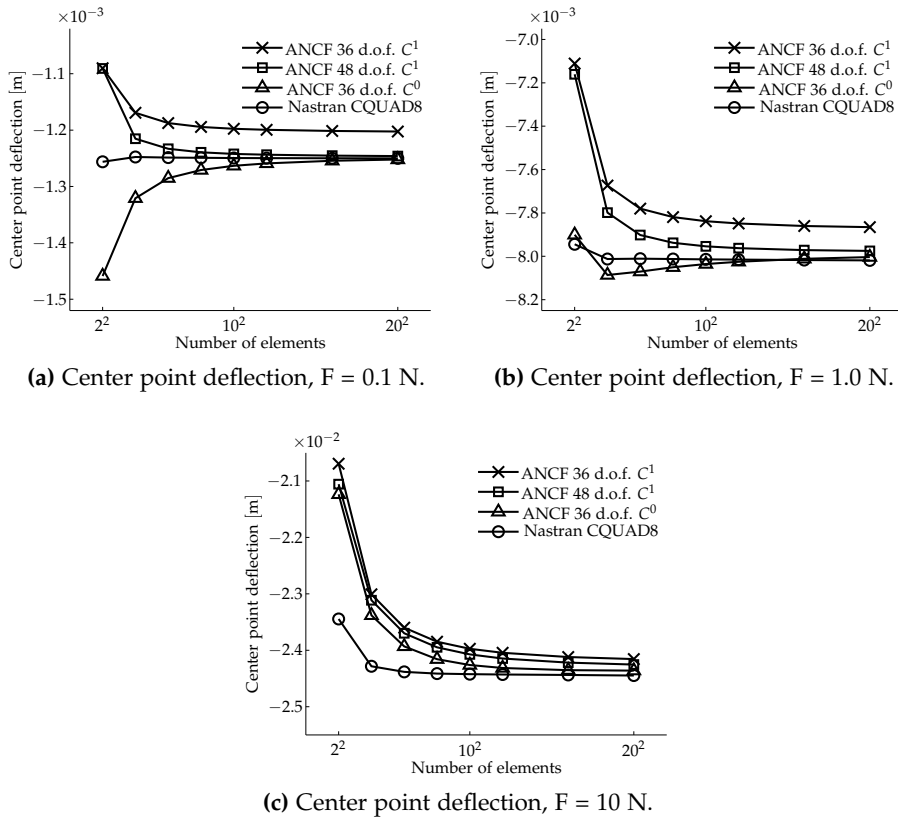 ×10⁻³
Center point deflection [m]
−1.1
−1.2
−1.3
−1.4
−1.5
ANCF 36 d.o.f. C¹
ANCF 48 d.o.f. C¹
ANCF 36 d.o.f. C⁰
Nastran CQUAD8
2² 10² 20²
Number of elements
(a) Center point deflection, F = 0.1 N.
×10⁻³
Center point deflection [m]
−7.0
−7.2
−7.4
−7.6
−7.8
−8.0
−8.2
ANCF 36 d.o.f. C¹
ANCF 48 d.o.f. C¹
ANCF 36 d.o.f. C⁰
Nastran CQUAD8
2² 10² 20²
Number of elements
(b) Center point deflection, F = 1.0 N.
×10⁻²
Center point deflection [m]
−2.1
−2.2
−2.3
−2.4
−2.5
ANCF 36 d.o.f. C¹
ANCF 48 d.o.f. C¹
ANCF 36 d.o.f. C⁰
Nastran CQUAD8
2² 10² 20²
Number of elements
(c) Center point deflection, F = 10 N.